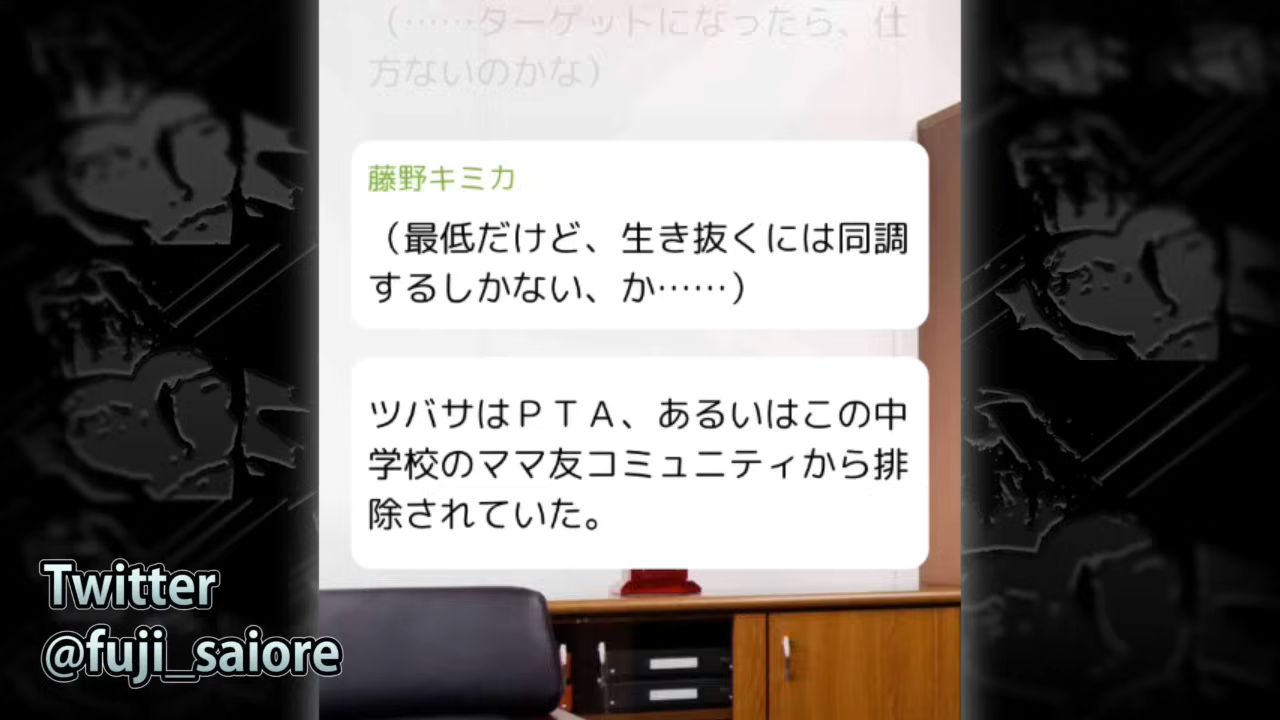 (……ターゲットになったら、仕
方ないのかな)
藤野キミカ
(最低だけど、生き抜くには同調
するしかない、か……)
ツバサはＰＴＡ、あるいはこの中
学校のママ友コミュニティから排
除されていた。
Twitter
@fuji_saiore